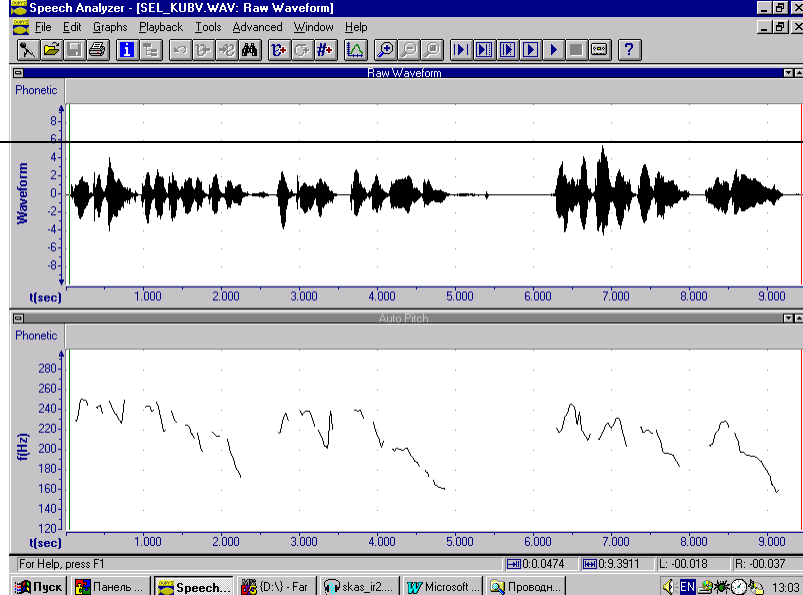 Speech Analyzer - [SEL_KUBV.WAV: Raw Waveform]
File Edit Graphs Playback Tools Advanced Window Help
Raw Waveform
Phonetic
8
6
4
2
0
-2
-4
-6
-8
Waveform
t(sec) 1.000 2.000 3.000 4.000 5.000 6.000 7.000 8.000 9.000
Auto Pitch
Phonetic
280
260
240
220
200
180
160
140
120
f(Hz)
t(sec) 1.000 2.000 3.000 4.000 5.000 6.000 7.000 8.000 9.000
For Help, press F1 0:0.0474 0:9.3911 L: -00.018 R: -00.037
Пуск Панель ... Speech... {D:\} - Far skas_ir2.... Microsoft ... Проводн... EN 13:03